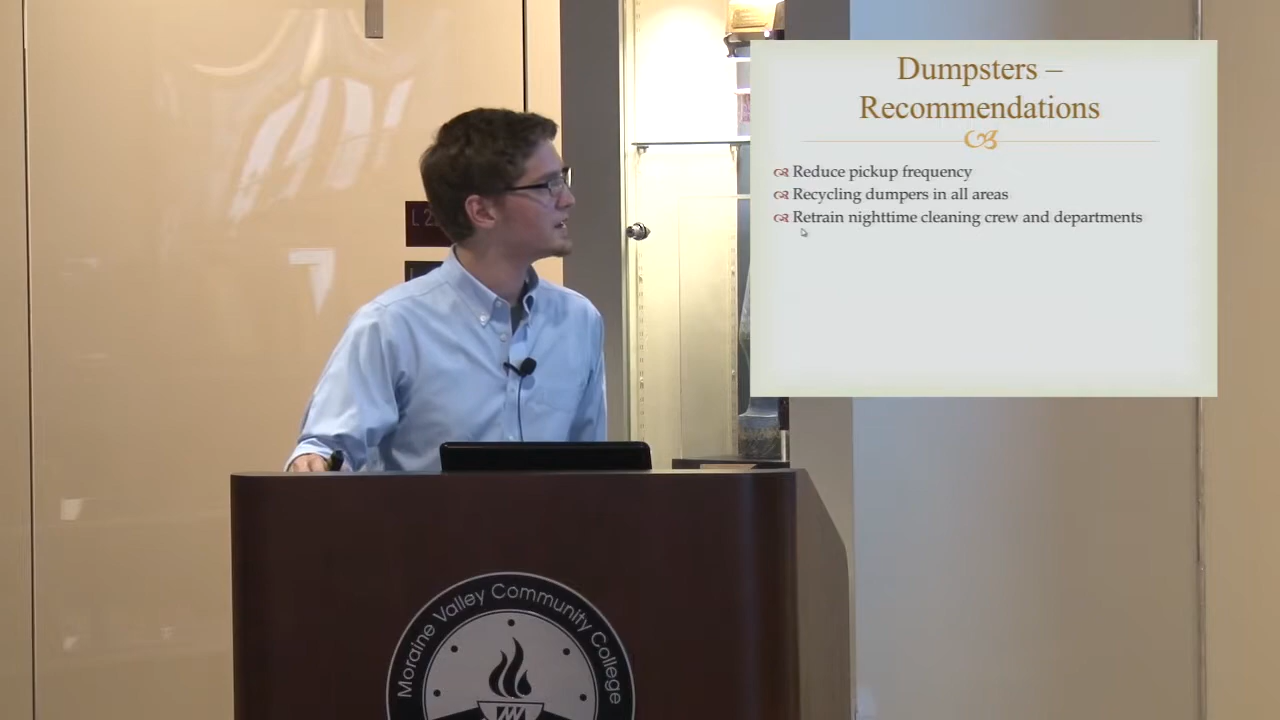 Dumpsters –
Recommendations
Reduce pickup frequency
Recycling dumpers in all areas
Retrain nighttime cleaning crew and departments
L 2
Moraine Valley Community College